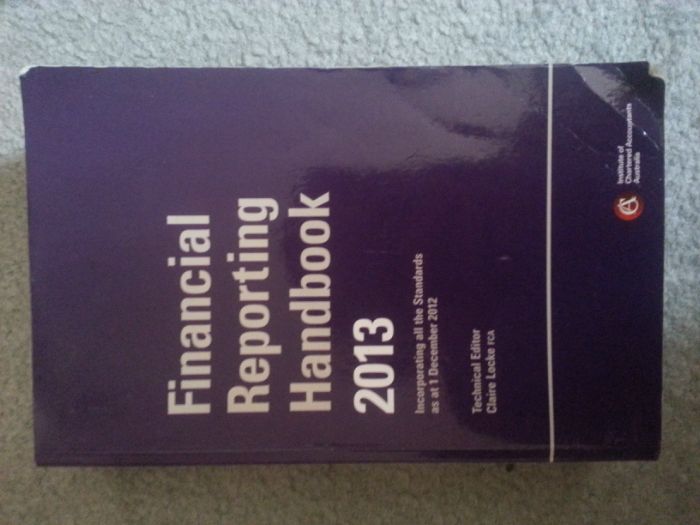 Financial
Reporting
Handbook
2013
Incorporating all the Standards
as at 1 December 2012
Technical Editor
Claire Locke FCA
CA
Institute of
Chartered Accountants
Australia